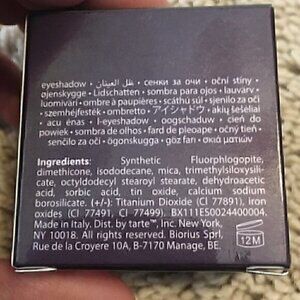 eyeshadow • ظل العينان • сенки за очи • oční stíny •
øjenskygge • Lidschatten • sombra para ojos • lauvärv •
luomiväri • ombre à paupières • scáthú súl • sjenilo za oči
• szemhéjfesték • ombretto • アイシャドウ • akių šešėliai
• acu ēnas • l-eyeshadow • oogschaduw • cień do
powiek • sombra de olhos • fard de pleoape • očný tieň •
senčilo za oči • ögonskugga • göz farı • σκιά ματιών
Ingredients: Synthetic Fluorphlogopite,
dimethicone, isododecane, mica, trimethylsiloxysili-
cate, octyldodecyl stearoyl stearate, dehydroacetic
acid, sorbic acid, tin oxide, calcium sodium
borosilicate. (+/-): Titanium Dioxide (CI 77891), iron
oxides (CI 77491, CI 77499). BX111ES0024400004.
Made in Italy. Dist. by tarte™, inc. New York,
NY 10018. All rights reserved. Biorius Sprl,
Rue de la Croyere 10A, B-7170 Manage, BE.
12M